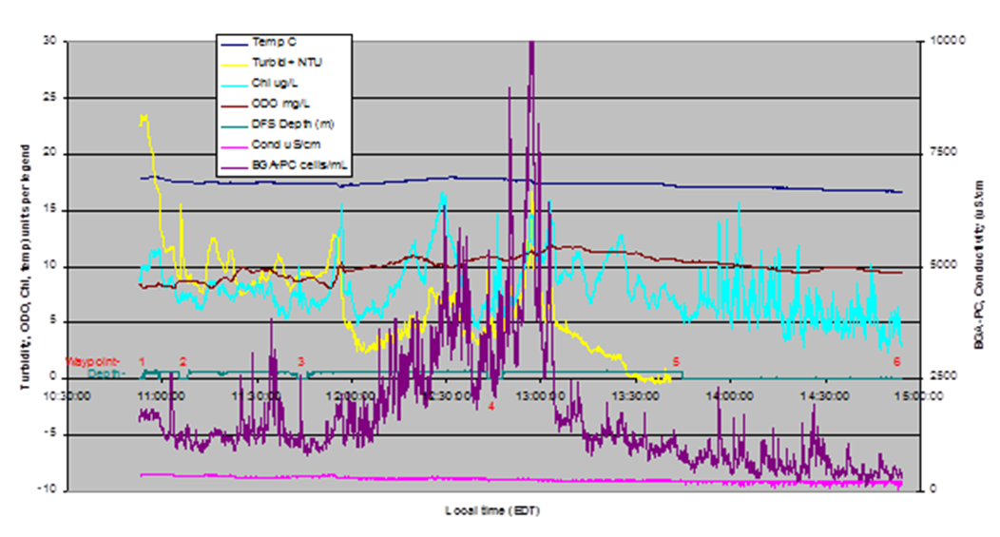 Temp C
Turbid+ NTU
Chl ug/L
ODO mg/L
DFS Depth (m)
Cond uS/cm
BGA-PC cells/mL
30
25
20
15
10
5
0
-5
-10
10000
7500
5000
2500
0
Turbidity, ODO, Chl, temp) units per legend
BGA-PC, Conductivity (uS/cm
Waypoint- 1 2 3 4 5 6
Depth-
10:30:00 11:00:00 11:30:00 12:00:00 12:30:00 13:00:00 13:30:00 14:00:00 14:30:00 15:00:00
Local time (EDT)